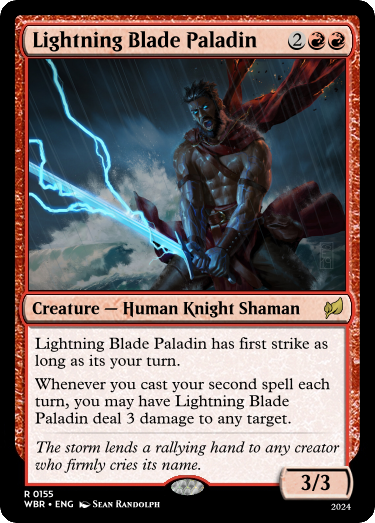 Lightning Blade Paladin 2
Creature — Human Knight Shaman
Lightning Blade Paladin has first strike as
long as its your turn.
Whenever you cast your second spell each
turn, you may have Lightning Blade
Paladin deal 3 damage to any target.
The storm lends a rallying hand to any creator
who firmly cries its name.
3/3
R 0155
WBR • ENG Sean Randolph
2024